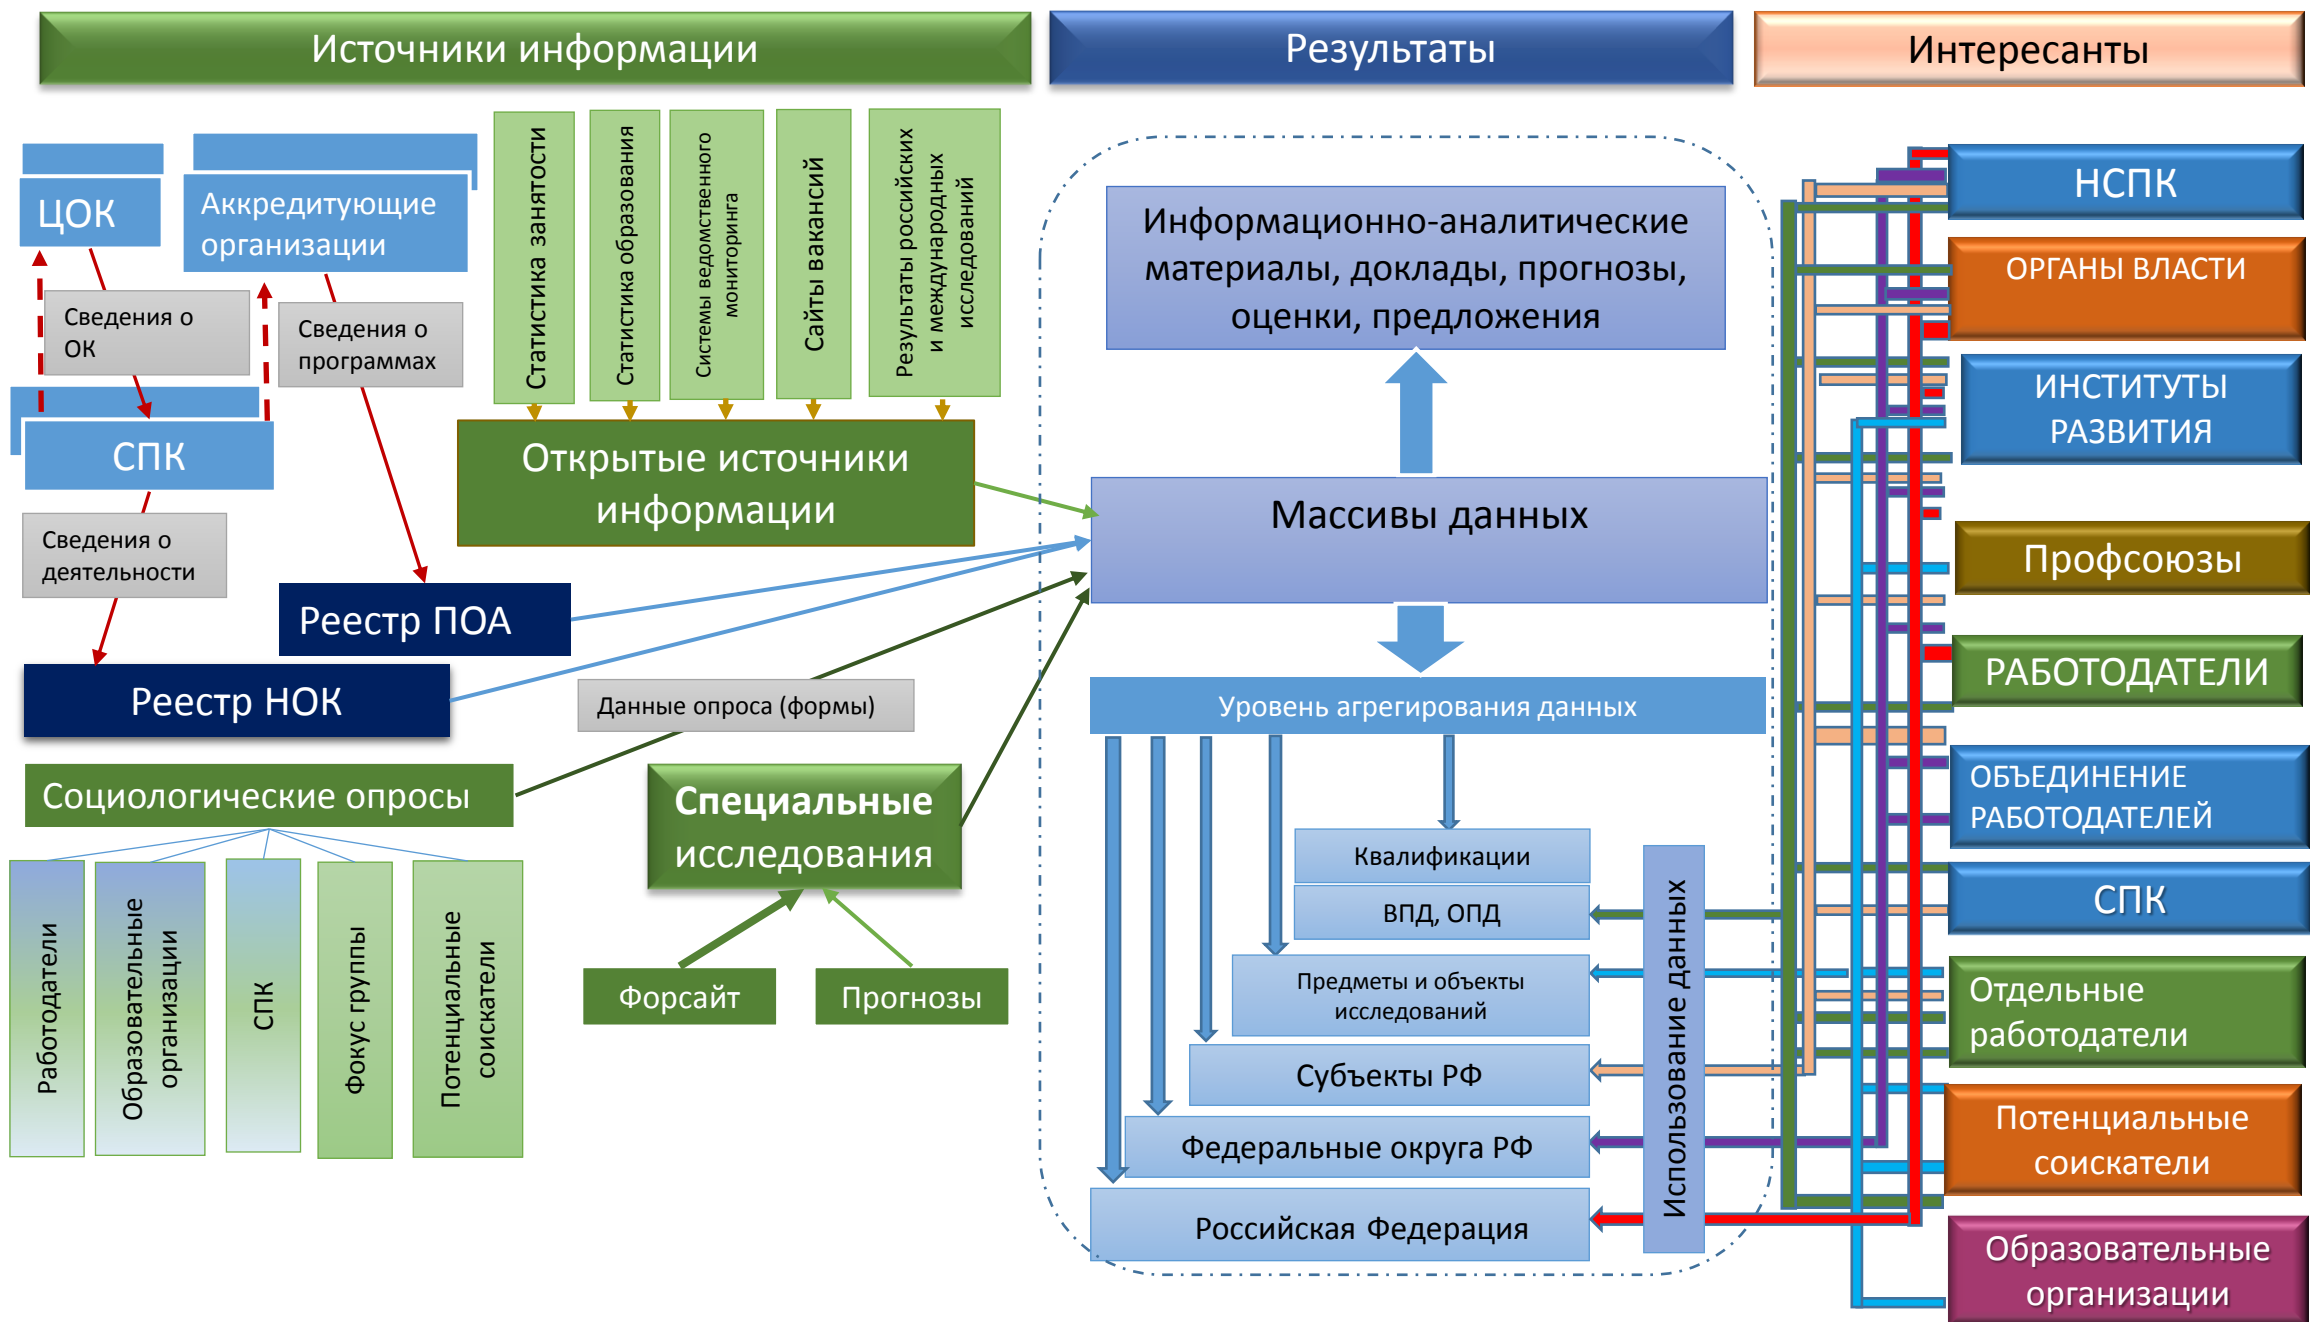 Источники информации
Результаты
Интересанты
ЦОК
Аккредитующие
организации
Сведения о
ОК
Сведения о
программах
СПК
Сведения о
деятельности
Реестр ПОА
Реестр НОК
Статистика занятости
Статистика образования
Системы ведомственного
мониторинга
Сайты вакансий
Результаты российских
и международных
исследований
Открытые источники
информации
Данные опроса (формы)
Социологические опросы
Работодатели
Образовательные
организации
СПК
Фокус группы
Потенциальные
соискатели
Специальные
исследования
Форсайт
Прогнозы
Информационно-аналитические
материалы, доклады, прогнозы,
оценки, предложения
Массивы данных
Уровень агрегирования данных
Квалификации
ВПД, ОПД
Предметы и объекты
исследований
Субъекты РФ
Федеральные округа РФ
Российская Федерация
Использование данных
НСПК
ОРГАНЫ ВЛАСТИ
ИНСТИТУТЫ
РАЗВИТИЯ
Профсоюзы
РАБОТОДАТЕЛИ
ОБЪЕДИНЕНИЕ
РАБОТОДАТЕЛЕЙ
СПК
Отдельные
работодатели
Потенциальные
соискатели
Образовательные
организации